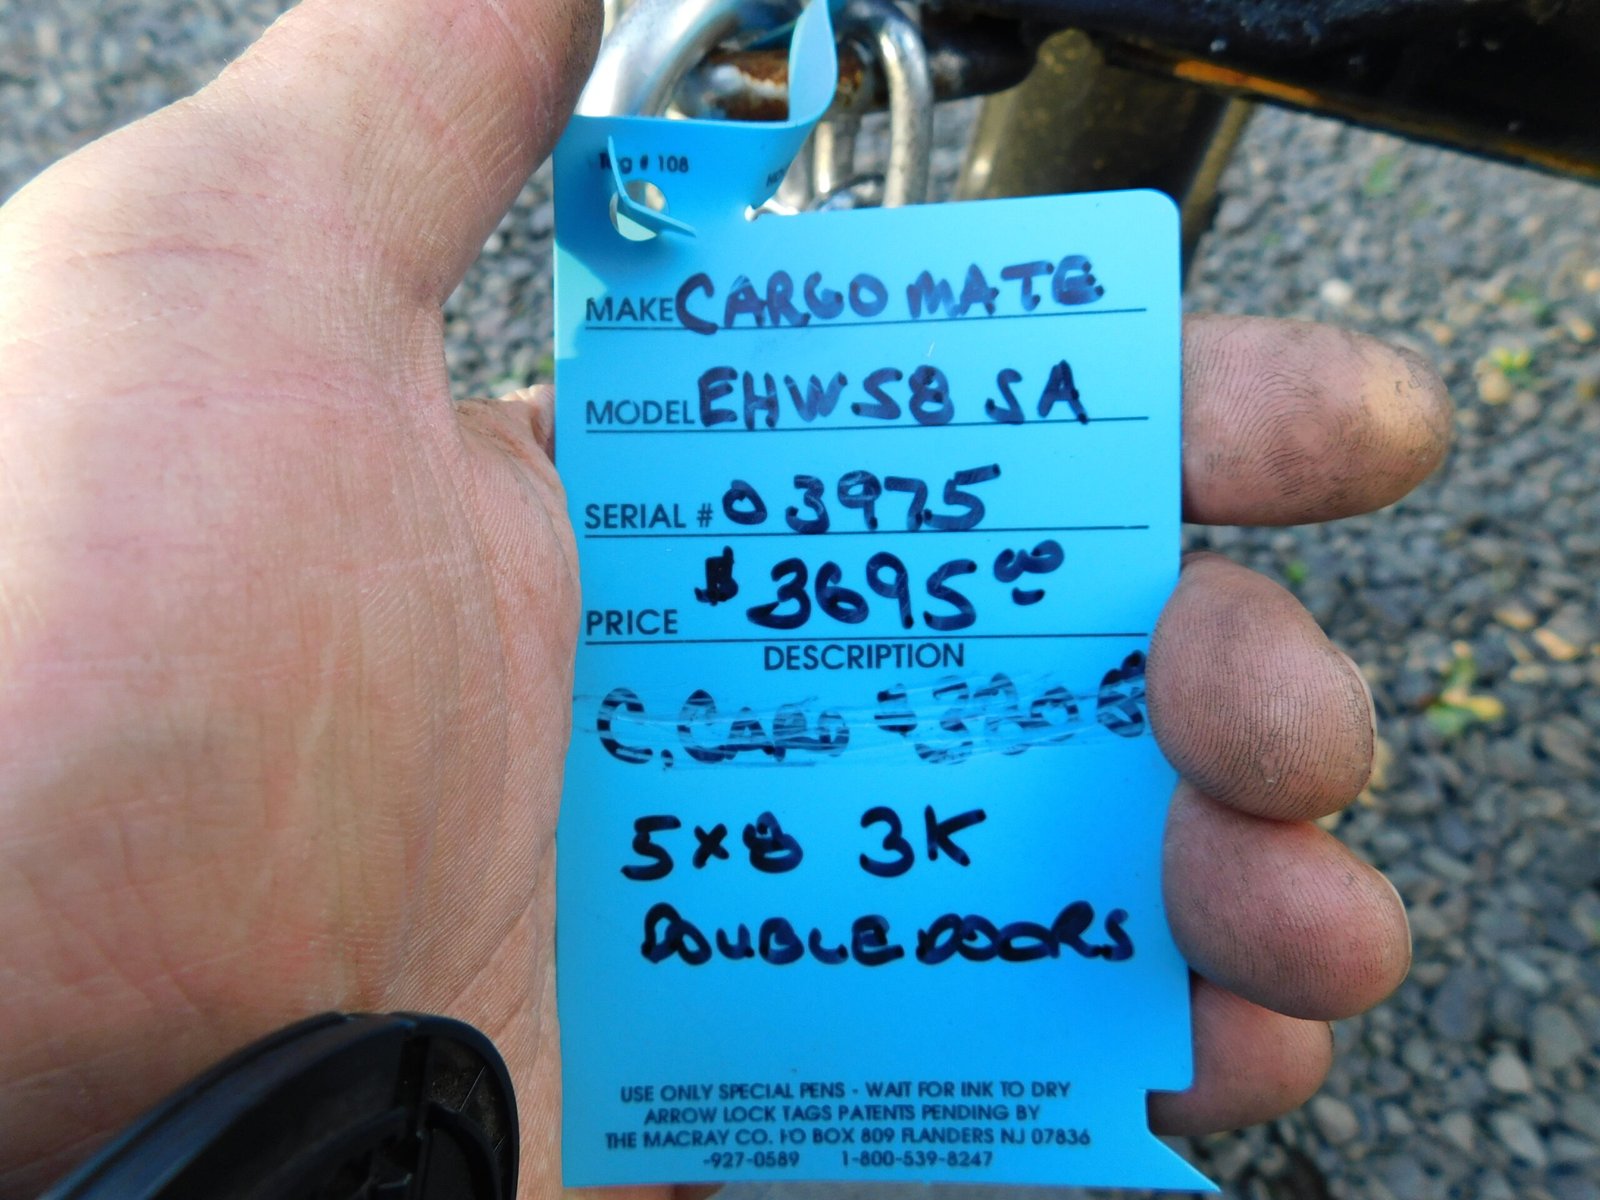 Tag # 108
MAKE CARGO MATE
MODEL EHW58 SA
SERIAL # 03975
PRICE $3695.00
DESCRIPTION
C.CARD
5x8 3K
DOUBLE DOORS
USE ONLY SPECIAL PENS - WAIT FOR INK TO DRY
ARROW LOCK TAGS PATENTS PENDING BY
THE MACRAY CO. I/O BOX 809 FLANDERS NJ 07836
-927-0589 1-800-539-8247